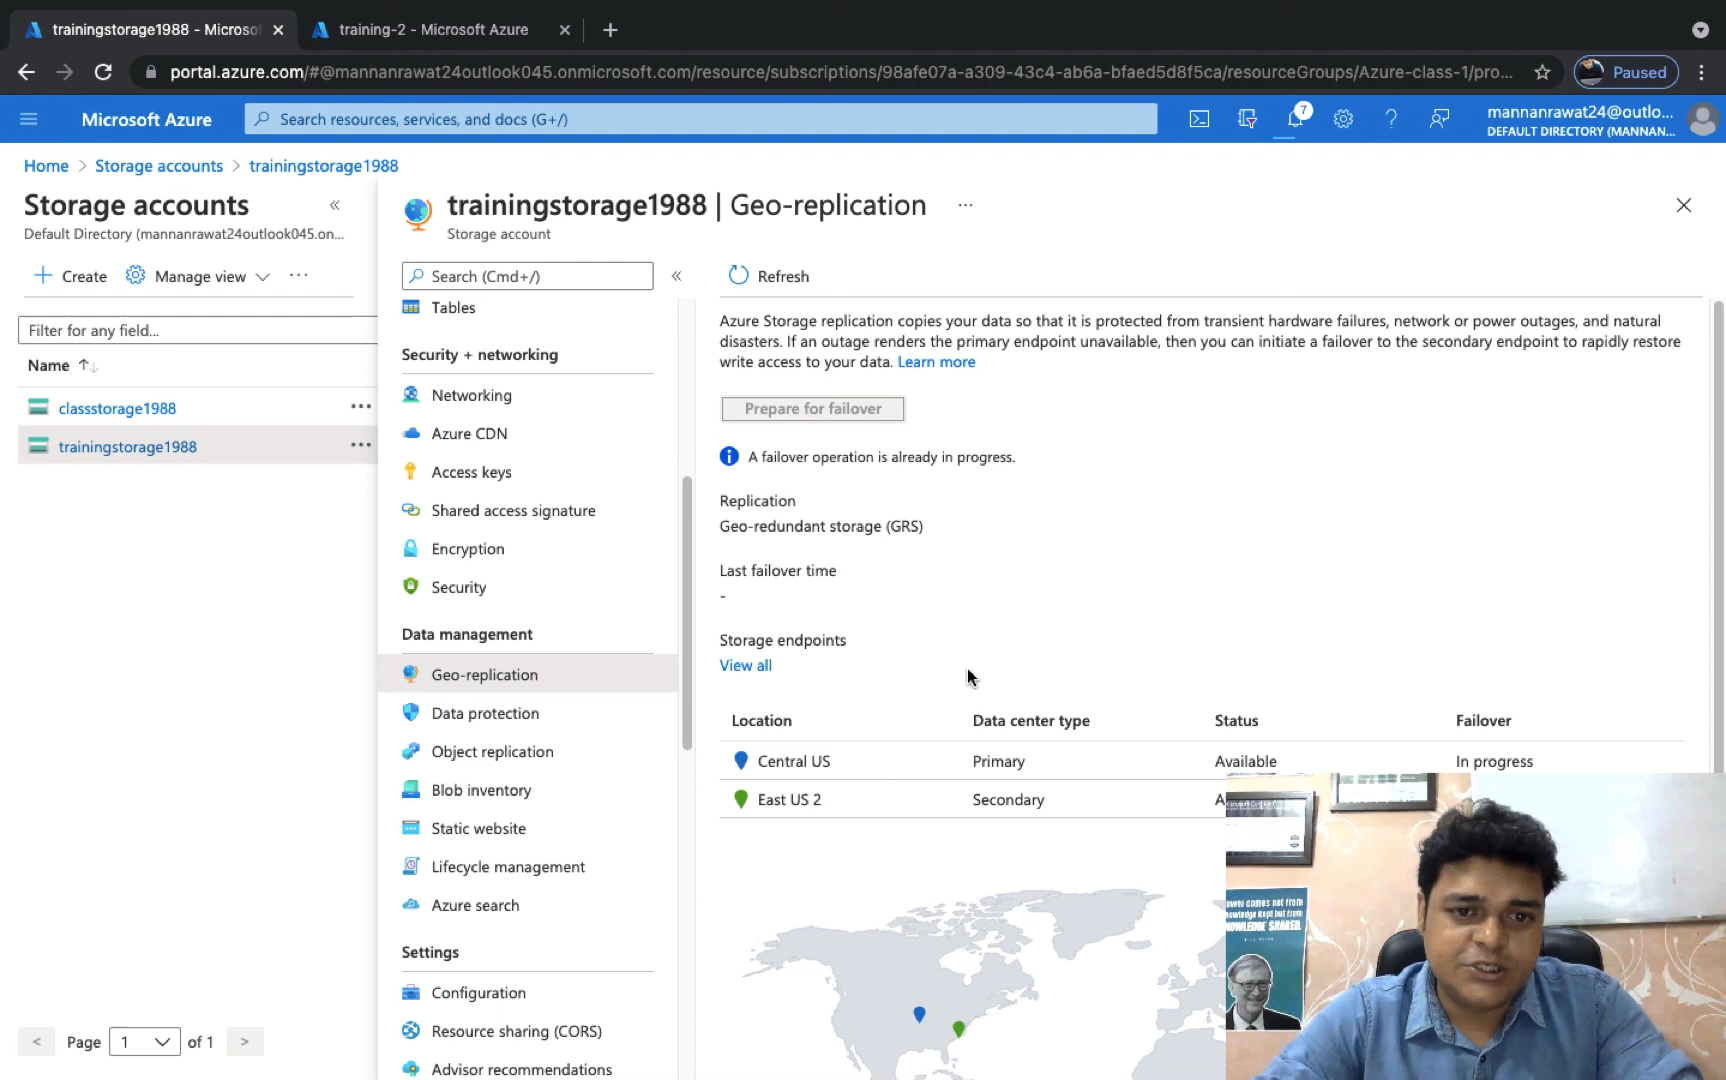 trainingstorage1988 - Microsof
training-2 - Microsoft Azure
portal.azure.com/#@mannanrawat24outlook045.onmicrosoft.com/resource/subscriptions/98afe07a-a309-43c4-ab6a-bfaed5d8f5ca/resourceGroups/Azure-class-1/pro...
Paused
Microsoft Azure
Search resources, services, and docs (G+/)
7
mannanrawat24@outlo...
DEFAULT DIRECTORY (MANNAN...
Home > Storage accounts > trainingstorage1988
Storage accounts
Default Directory (mannanrawat24outlook045.on...
Create
Manage view
Filter for any field...
Name
classstorage1988
trainingstorage1988
< Page 1 of 1 >
trainingstorage1988 | Geo-replication
Storage account
Search (Cmd+/)
Tables
Security + networking
Networking
Azure CDN
Access keys
Shared access signature
Encryption
Security
Data management
Geo-replication
Data protection
Object replication
Blob inventory
Static website
Lifecycle management
Azure search
Settings
Configuration
Resource sharing (CORS)
Advisor recommendations
Refresh
Azure Storage replication copies your data so that it is protected from transient hardware failures, network or power outages, and natural
disasters. If an outage renders the primary endpoint unavailable, then you can initiate a failover to the secondary endpoint to rapidly restore
write access to your data. Learn more
Prepare for failover
A failover operation is already in progress.
Replication
Geo-redundant storage (GRS)
Last failover time
-
Storage endpoints
View all
Location Data center type Status Failover
Central US Primary Available In progress
East US 2 Secondary
KNOWLEDGE SHARED